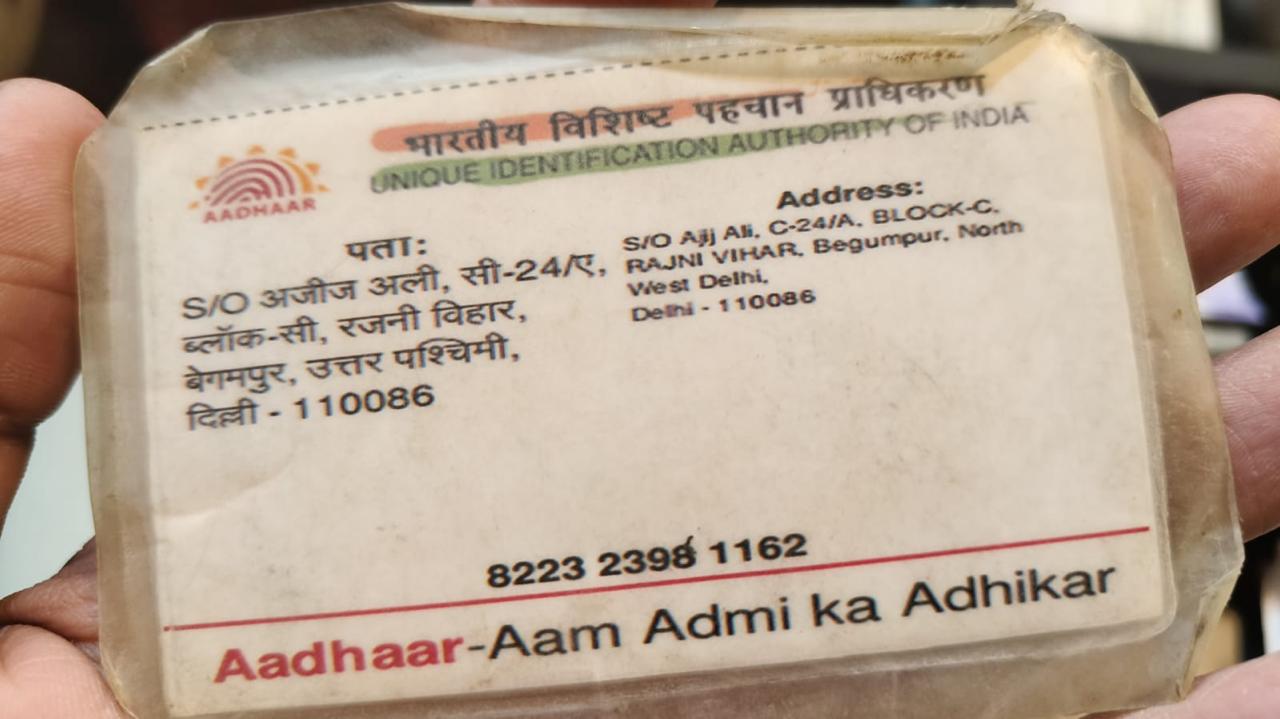 भारतीय विशिष्ट पहचान प्राधिकरण
UNIQUE IDENTIFICATION AUTHORITY OF INDIA
AADHAAR
पता:
S/O अजीज अली, सी-24/ए,
ब्लॉक-सी, रजनी विहार,
बेगमपुर, उत्तर पश्चिमी,
दिल्ली - 110086
Address:
S/O Ajij Ali, C-24/A, BLOCK-C,
RAJNI VIHAR, Begumpur, North
West Delhi,
Delhi - 110086
8223 2398 1162
Aadhaar-Aam Admi ka Adhikar